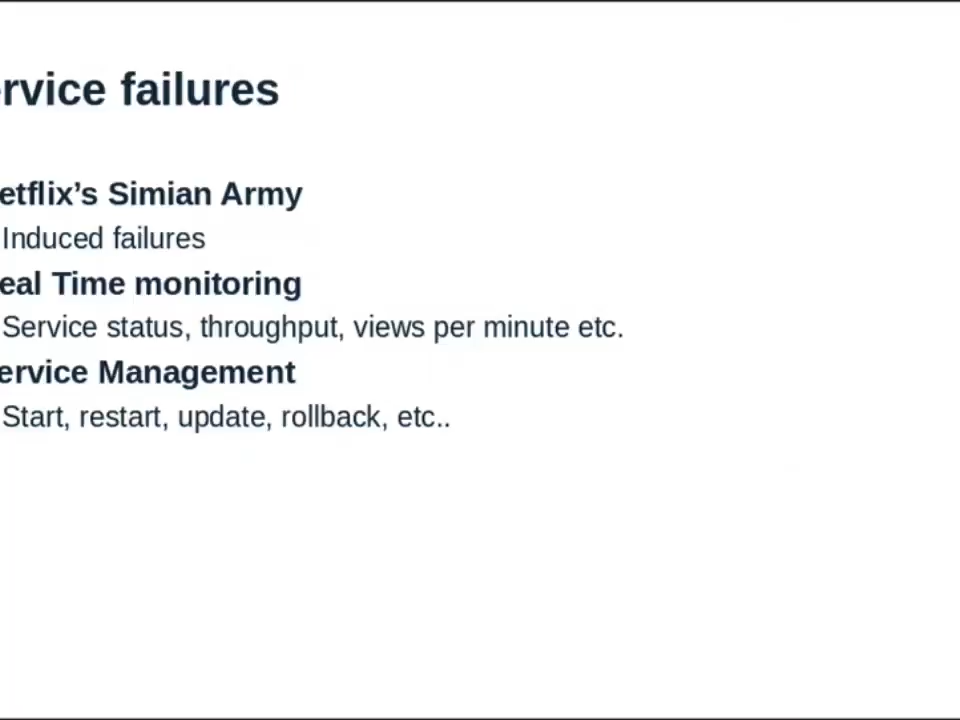 ervice failures
etflix’s Simian Army
Induced failures
eal Time monitoring
Service status, throughput, views per minute etc.
ervice Management
Start, restart, update, rollback, etc..